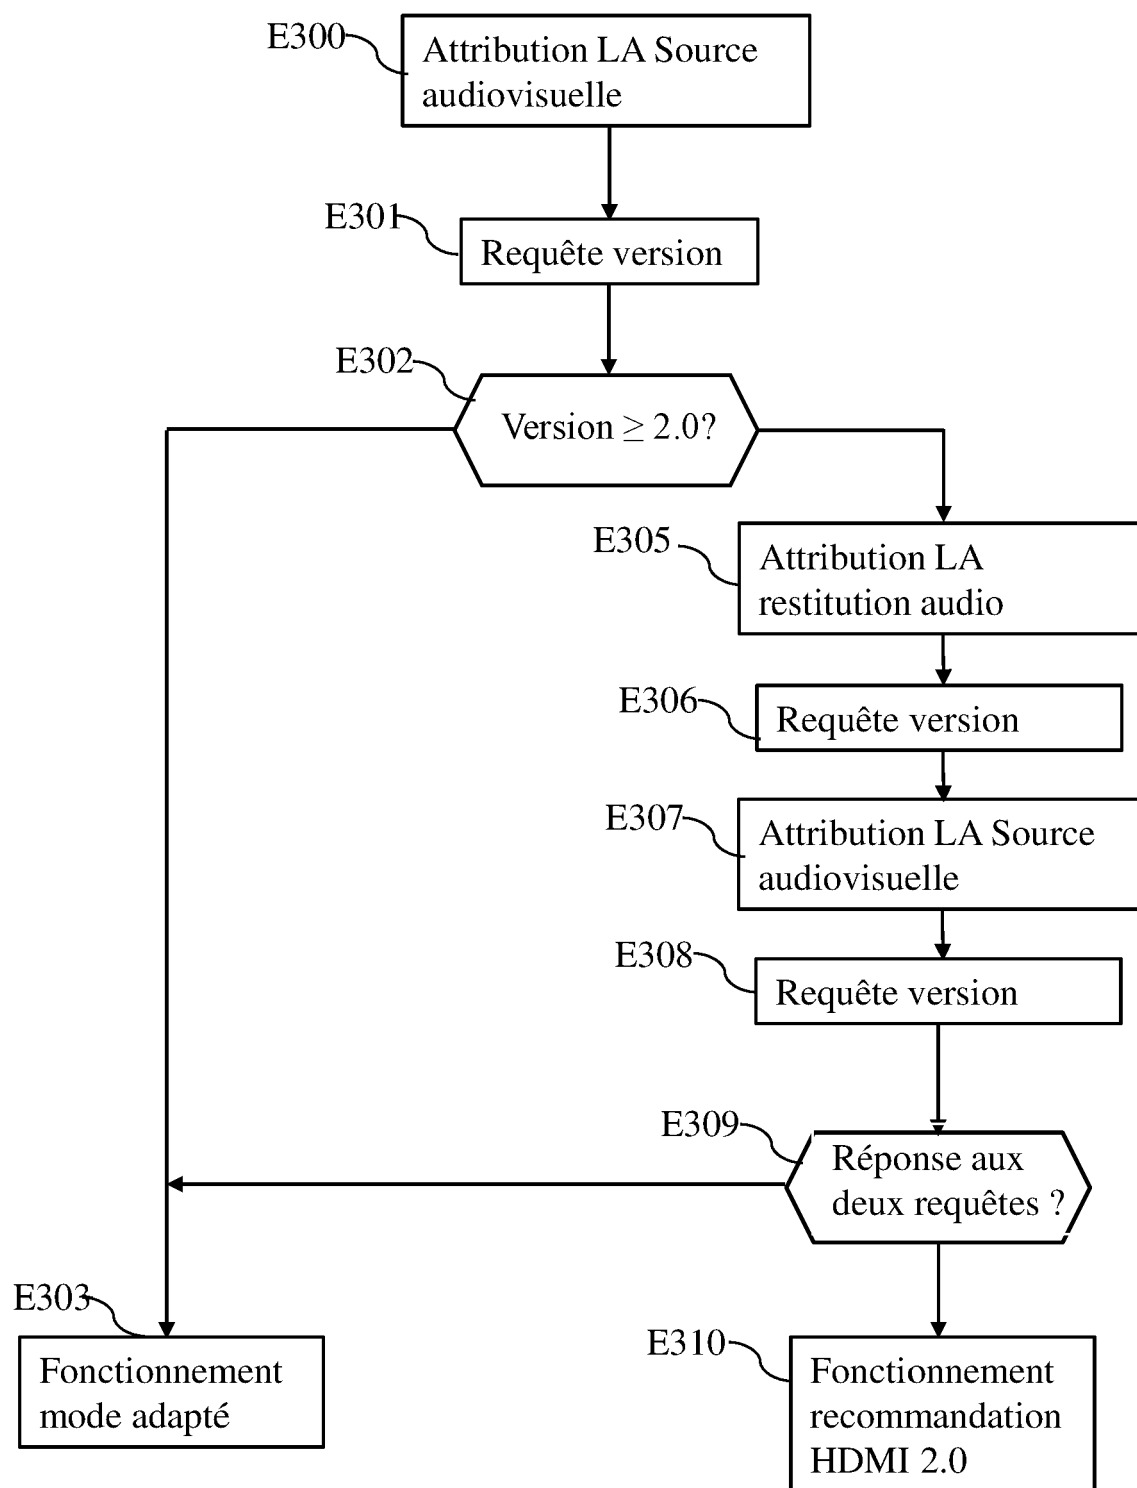 E300
Attribution LA Source
audiovisuelle
E301
Requête version
E302
Version ≥ 2.0?
E305
Attribution LA
restitution audio
E306
Requête version
E307
Attribution LA Source
audiovisuelle
E308
Requête version
E309
Réponse aux
deux requêtes ?
E303
Fonctionnement
mode adapté
E310
Fonctionnement
recommandation
HDMI 2.0